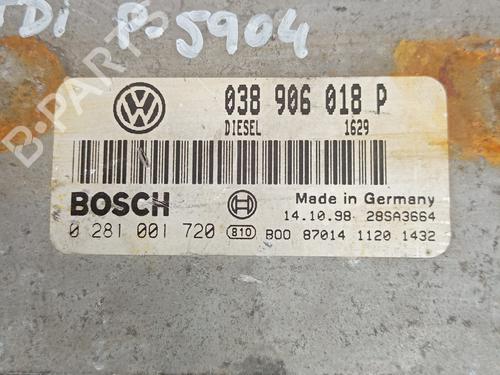 TDI P-5904
B-PARTS
038 906 018 P
DIESEL 1629
BOSCH
Made in Germany
14.10.98 28SA3664
0 281 001 720 B10 B00 87014 1120 1432